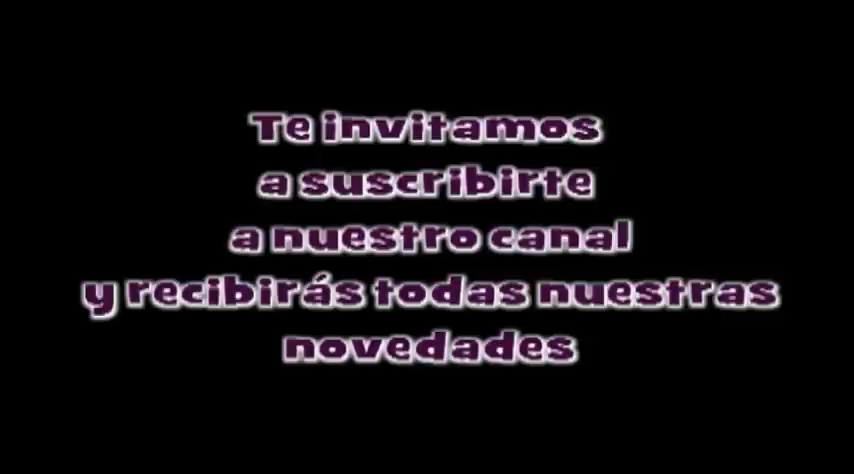 Te invitamos
a suscribirte
a nuestro canal
y recibirás todas nuestras
novedades